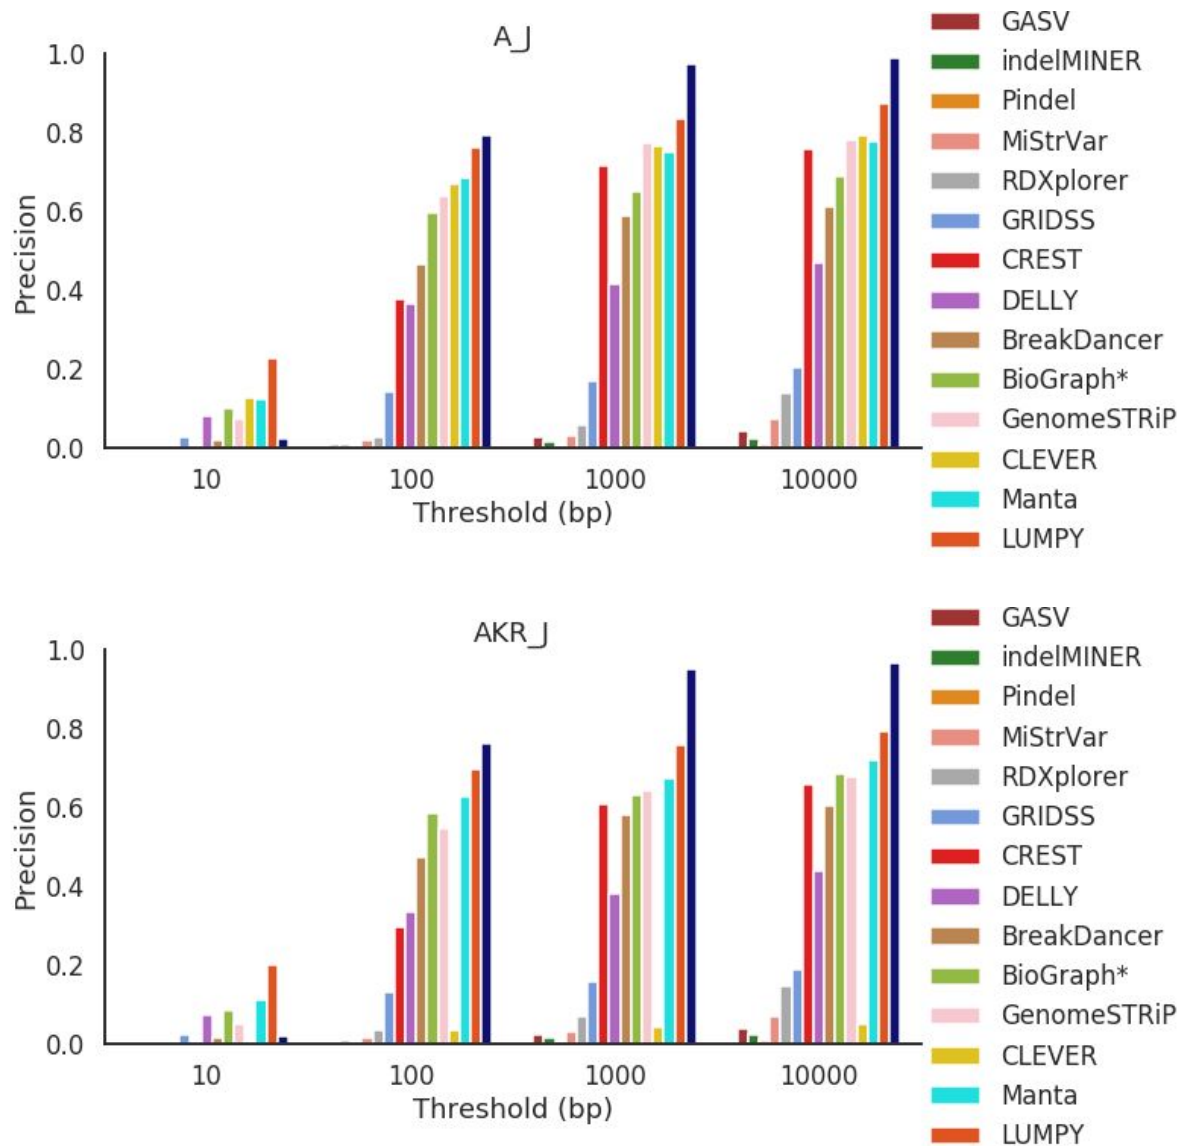 A_J
Precision
1.0
0.8
0.6
0.4
0.2
0.0
10 100 1000 10000
Threshold (bp)
GASV
indelMINER
Pindel
MiStrVar
RDXplorer
GRIDSS
CREST
DELLY
BreakDancer
BioGraph*
GenomeSTRiP
CLEVER
Manta
LUMPY
AKR_J
Precision
1.0
0.8
0.6
0.4
0.2
0.0
10 100 1000 10000
Threshold (bp)
GASV
indelMINER
Pindel
MiStrVar
RDXplorer
GRIDSS
CREST
DELLY
BreakDancer
BioGraph*
GenomeSTRiP
CLEVER
Manta
LUMPY